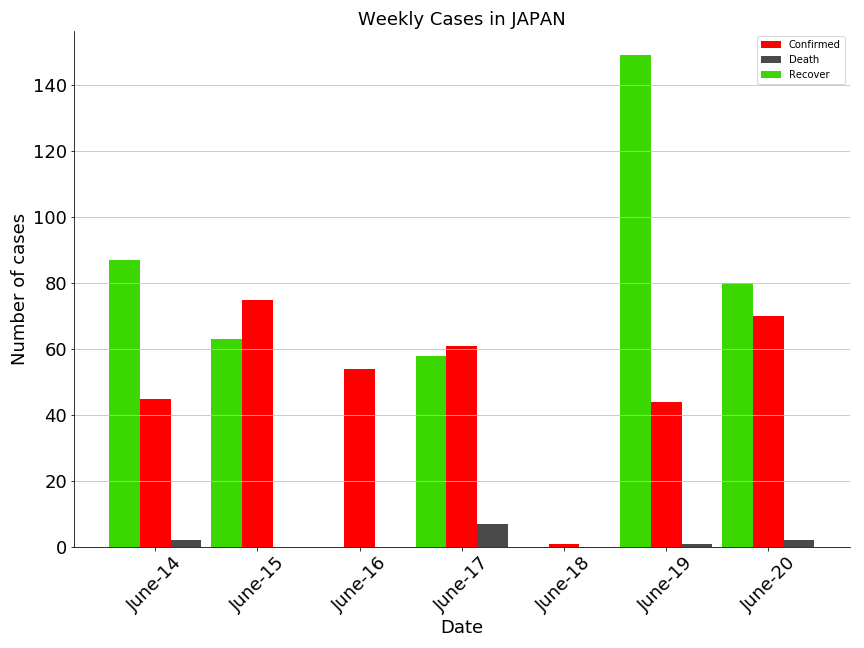 Weekly Cases in JAPAN
Confirmed
Death
Recover
Number of cases
140
120
100
80
60
40
20
0
June-14
June-15
June-16
June-17
June-18
June-19
June-20
Date